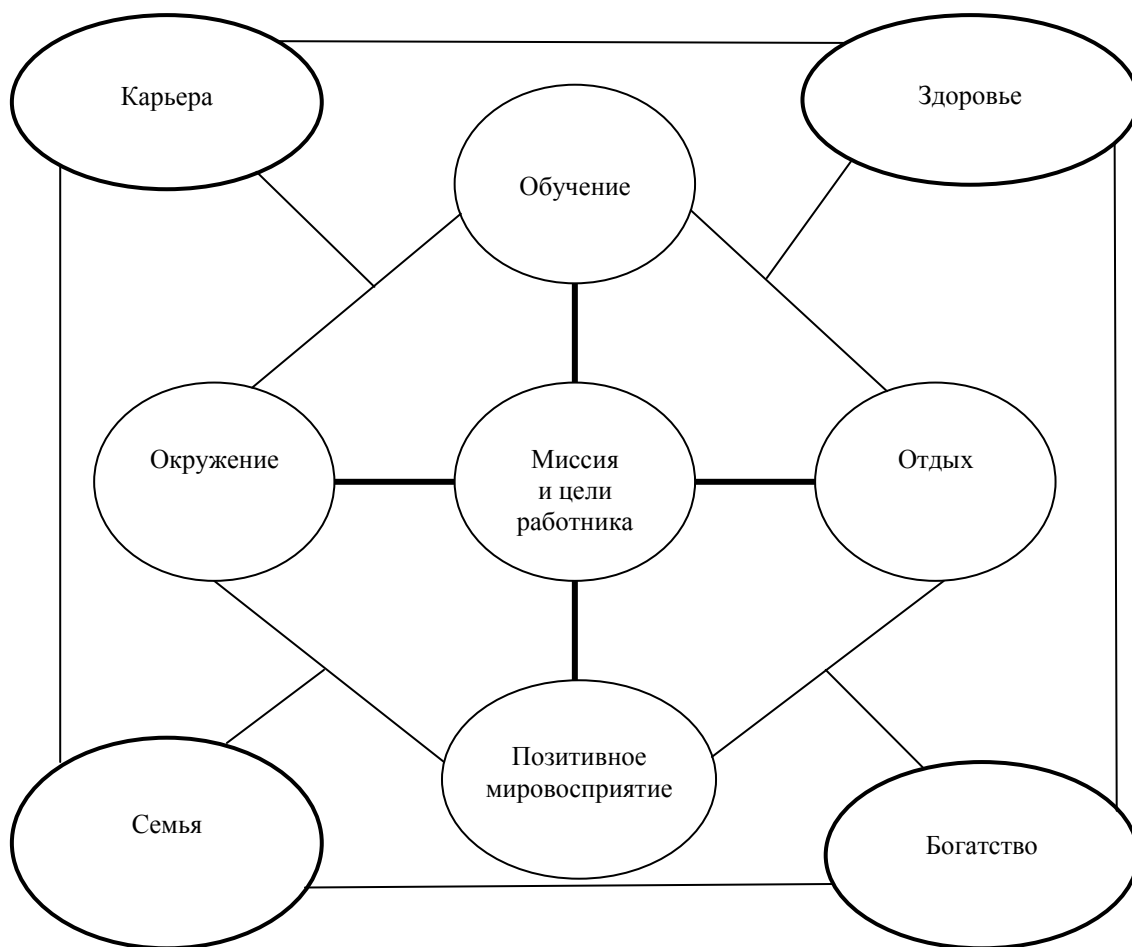 Карьера
Здоровье
Обучение
Окружение
Миссия
и цели
работника
Отдых
Позитивное
мировосприятие
Семья
Богатство